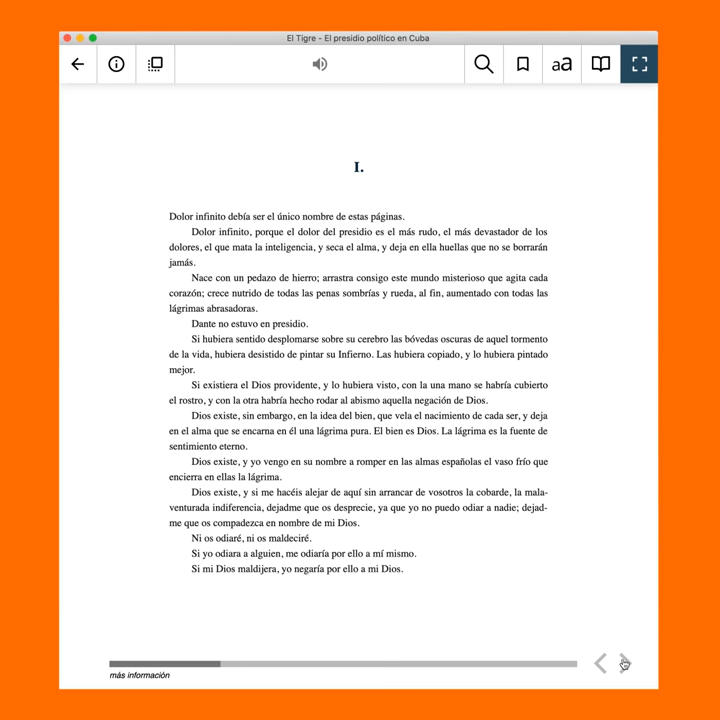 El Tigre - El presidio político en Cuba
aA
I.
Dolor infinito debía ser el único nombre de estas páginas.
Dolor infinito, porque el dolor del presidio es el más rudo, el más devastador de los
dolores, el que mata la inteligencia, y seca el alma, y deja en ella huellas que no se borrarán
jamás.
Nace con un pedazo de hierro; arrastra consigo este mundo misterioso que agita cada
corazón; crece nutrido de todas las penas sombrías y rueda, al fin, aumentado con todas las
lágrimas abrasadoras.
Dante no estuvo en presidio.
Si hubiera sentido desplomarse sobre su cerebro las bóvedas oscuras de aquel tormento
de la vida, hubiera desistido de pintar su Infierno. Las hubiera copiado, y lo hubiera pintado
mejor.
Si existiera el Dios providente, y lo hubiera visto, con la una mano se habría cubierto
el rostro, y con la otra habría hecho rodar al abismo aquella negación de Dios.
Dios existe, sin embargo, en la idea del bien, que vela el nacimiento de cada ser, y deja
en el alma que se encarna en él una lágrima pura. El bien es Dios. La lágrima es la fuente de
sentimiento eterno.
Dios existe, y yo vengo en su nombre a romper en las almas españolas el vaso frío que
encierra en ellas la lágrima.
Dios existe, y si me hacéis alejar de aquí sin arrancar de vosotros la cobarde, la mala-
venturada indiferencia, dejadme que os desprecie, ya que yo no puedo odiar a nadie; dejad-
me que os compadezca en nombre de mi Dios.
Ni os odiaré, ni os maldeciré.
Si yo odiara a alguien, me odiaría por ello a mí mismo.
Si mi Dios maldijera, yo negaría por ello a mi Dios.
más información